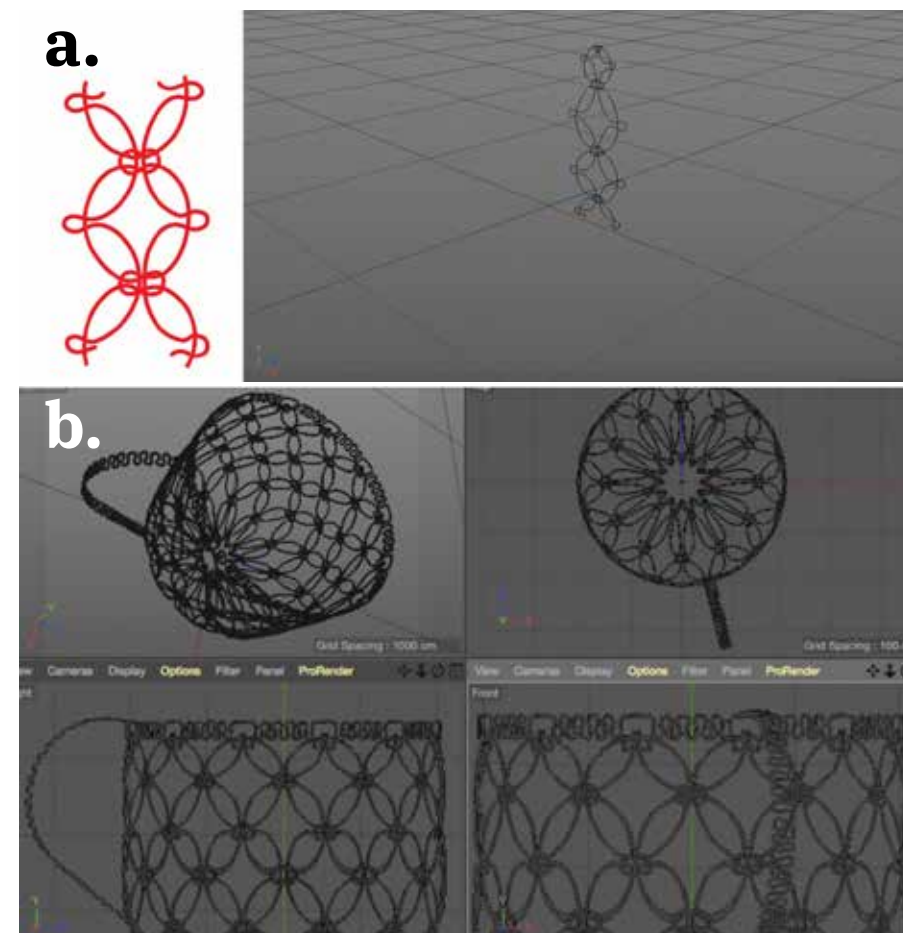 a.
b.
Grid Spacing : 1000 cm
Grid Spacing : 100
Cameras Display Options Filter Panel ProRender
View Cameras Display Options Filter Panel ProRender
Front